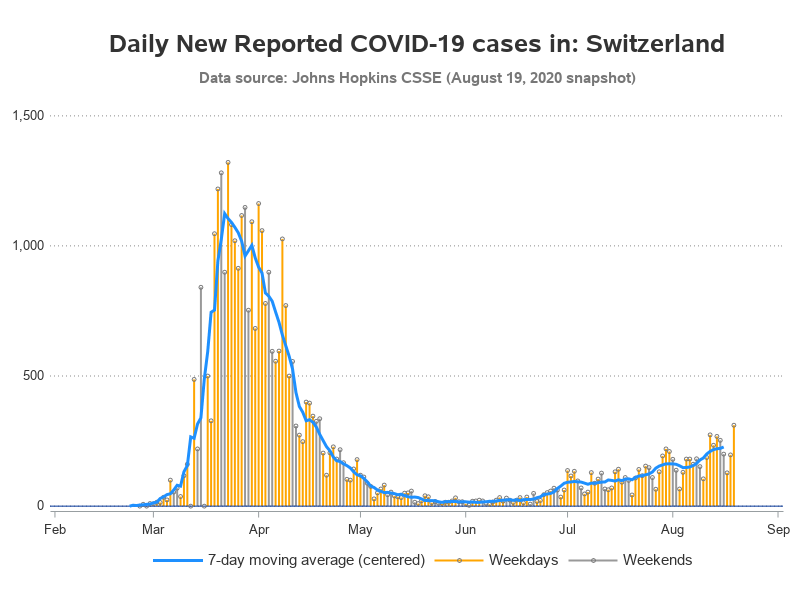 Daily New Reported COVID-19 cases in: Switzerland
Data source: Johns Hopkins CSSE (August 19, 2020 snapshot)
1,500
1,000
500
0
Feb Mar Apr May Jun Jul Aug Sep
7-day moving average (centered) Weekdays Weekends